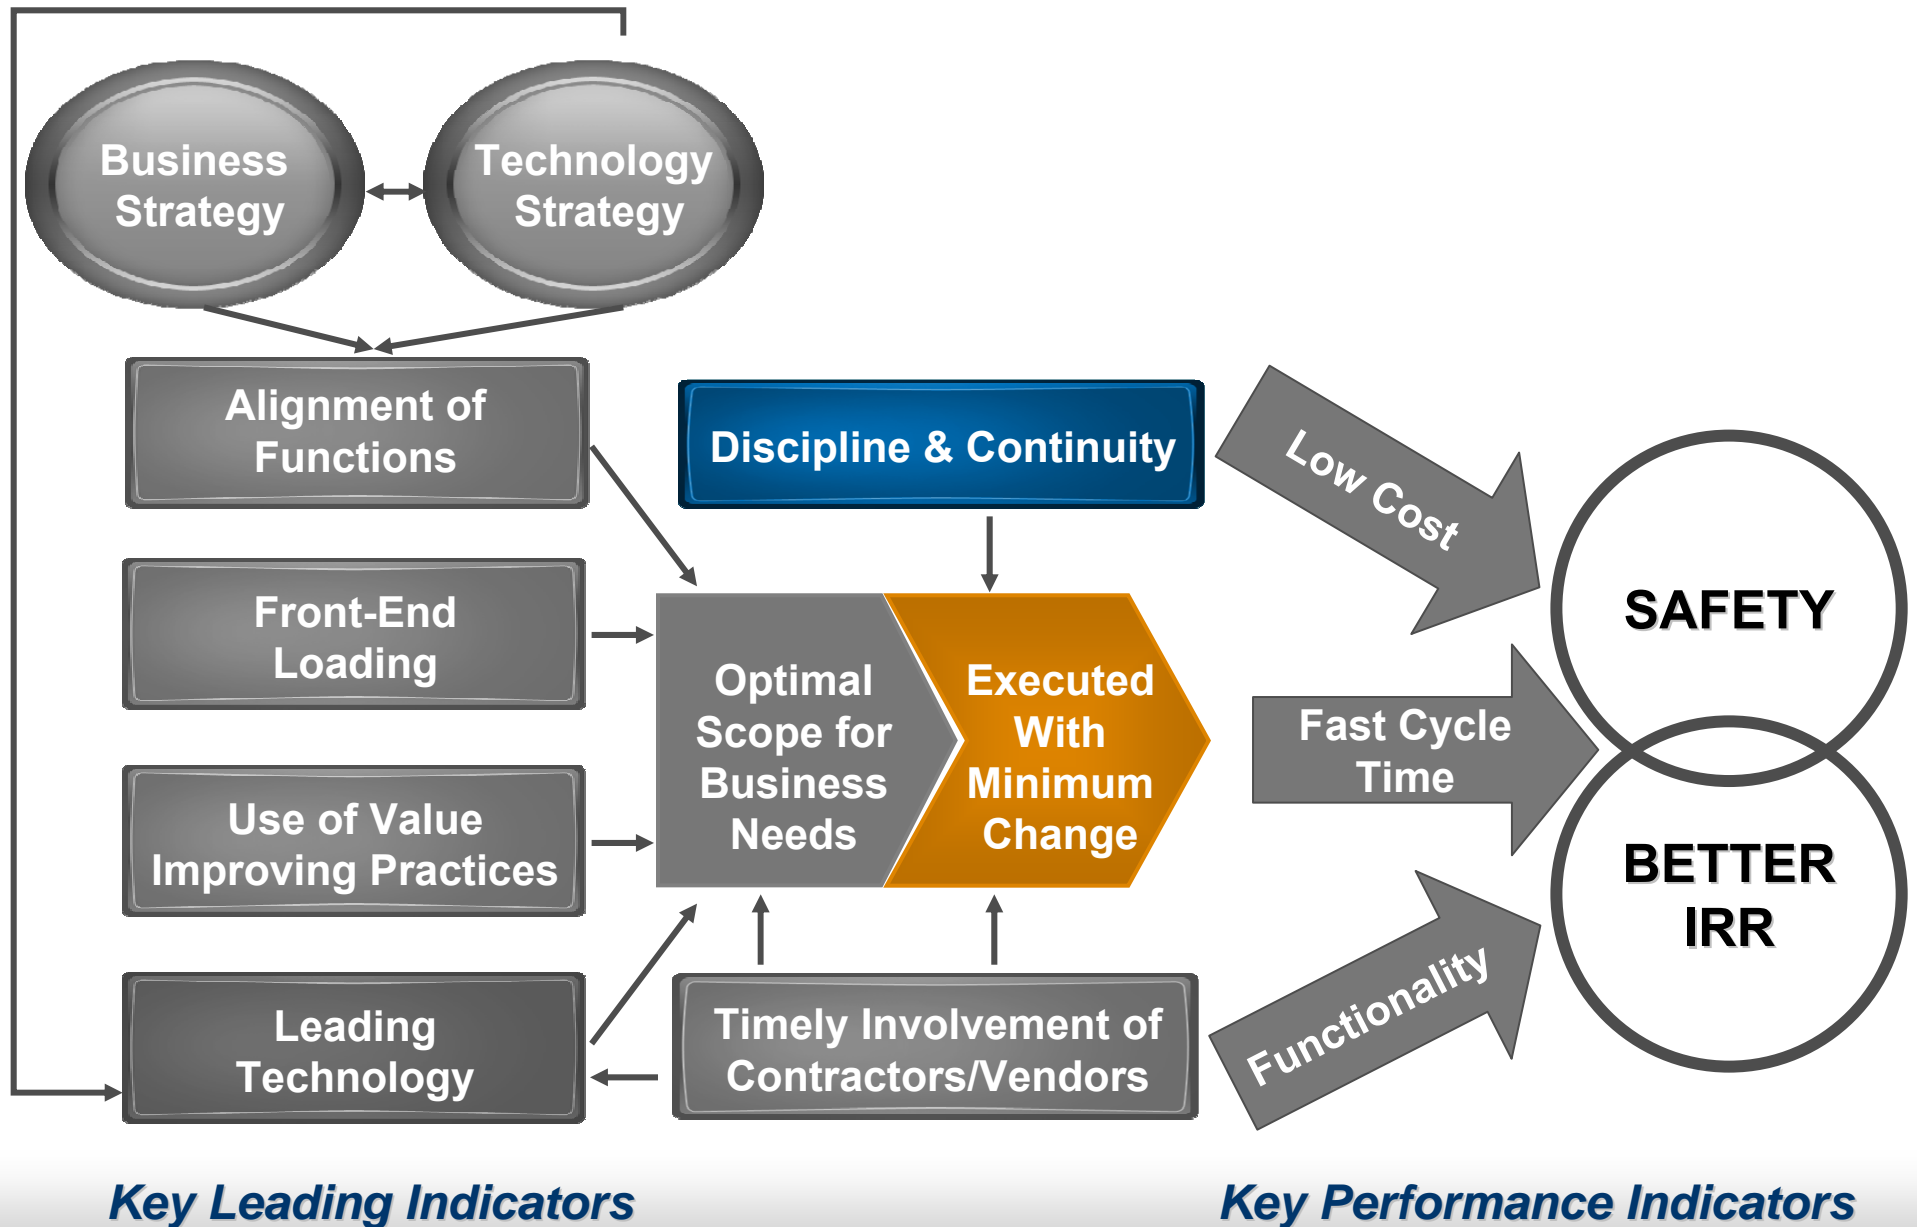 Business
Strategy
Technology
Strategy
Alignment of
Functions
Discipline & Continuity
Front-End
Loading
Use of Value
Improving Practices
Leading
Technology
Optimal
Scope for
Business
Needs
Executed
With
Minimum
Change
Timely Involvement of
Contractors/Vendors
Low Cost
Fast Cycle
Time
Functionality
SAFETY
BETTER
IRR
Key Leading Indicators
Key Performance Indicators